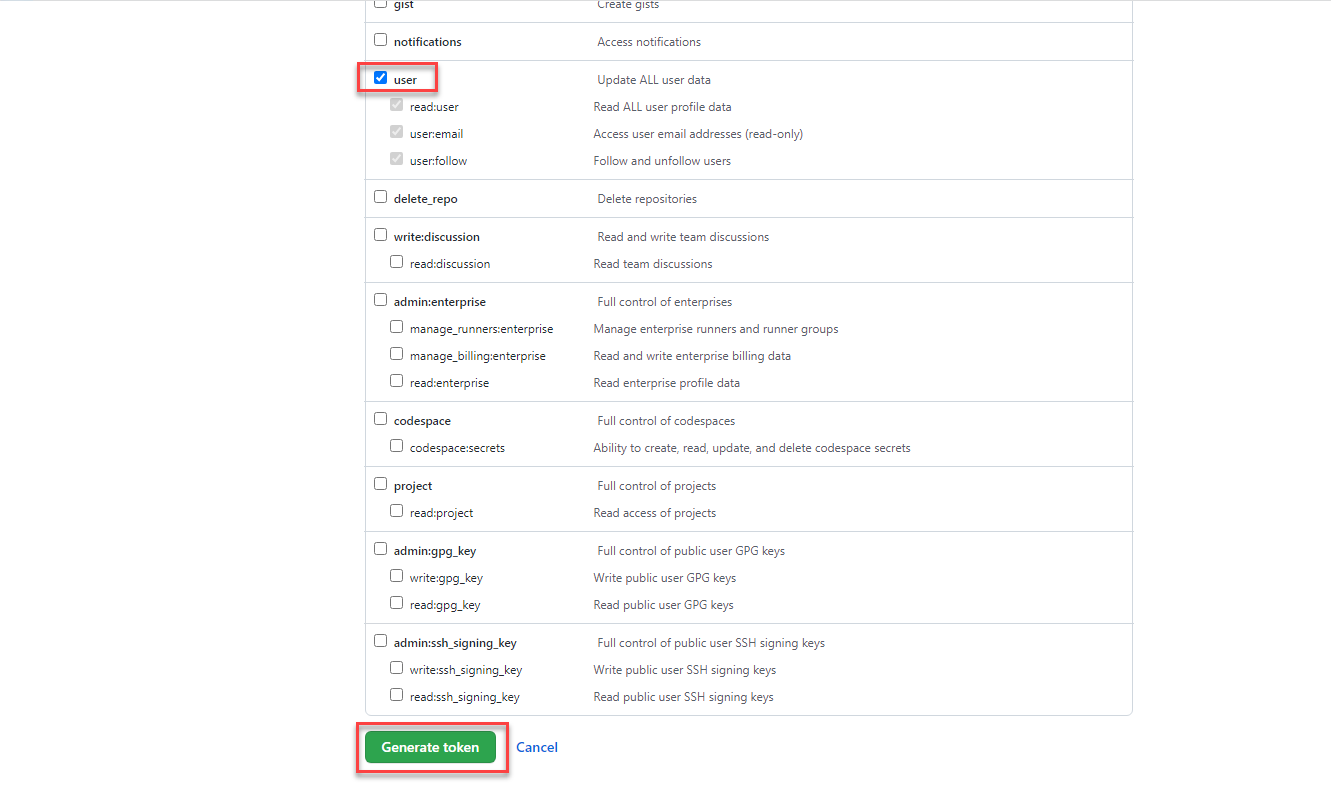 gist Create gists
notifications Access notifications
user Update ALL user data
read:user Read ALL user profile data
user:email Access user email addresses (read-only)
user:follow Follow and unfollow users
delete_repo Delete repositories
write:discussion Read and write team discussions
read:discussion Read team discussions
admin:enterprise Full control of enterprises
manage_runners:enterprise Manage enterprise runners and runner groups
manage_billing:enterprise Read and write enterprise billing data
read:enterprise Read enterprise profile data
codespace Full control of codespaces
codespace:secrets Ability to create, read, update, and delete codespace secrets
project Full control of projects
read:project Read access of projects
admin:gpg_key Full control of public user GPG keys
write:gpg_key Write public user GPG keys
read:gpg_key Read public user GPG keys
admin:ssh_signing_key Full control of public user SSH signing keys
write:ssh_signing_key Write public user SSH signing keys
read:ssh_signing_key Read public user SSH signing keys
Generate token Cancel